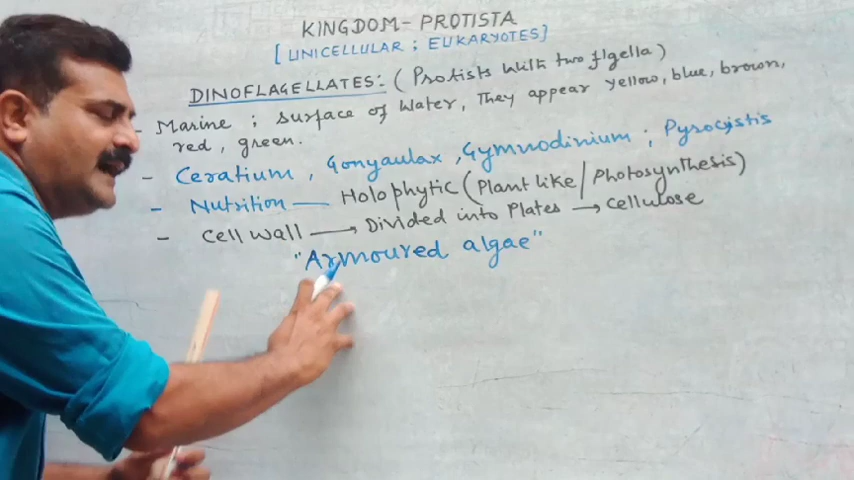 KINGDOM - PROTISTA
[ UNICELLULAR ; EUKARYOTES ]
DINOFLAGELLATES: ( Protists with two flgella )
- Marine ; surface of water, They appear yellow, blue, brown,
red, green.
- Ceratium , Gonyaulax , Gymnodinium ; Pyrocystis
- Nutrition — Holophytic ( Plant like / Photosynthesis )
- Cell wall → Divided into Plates → Cellulose
"Armoured algae"